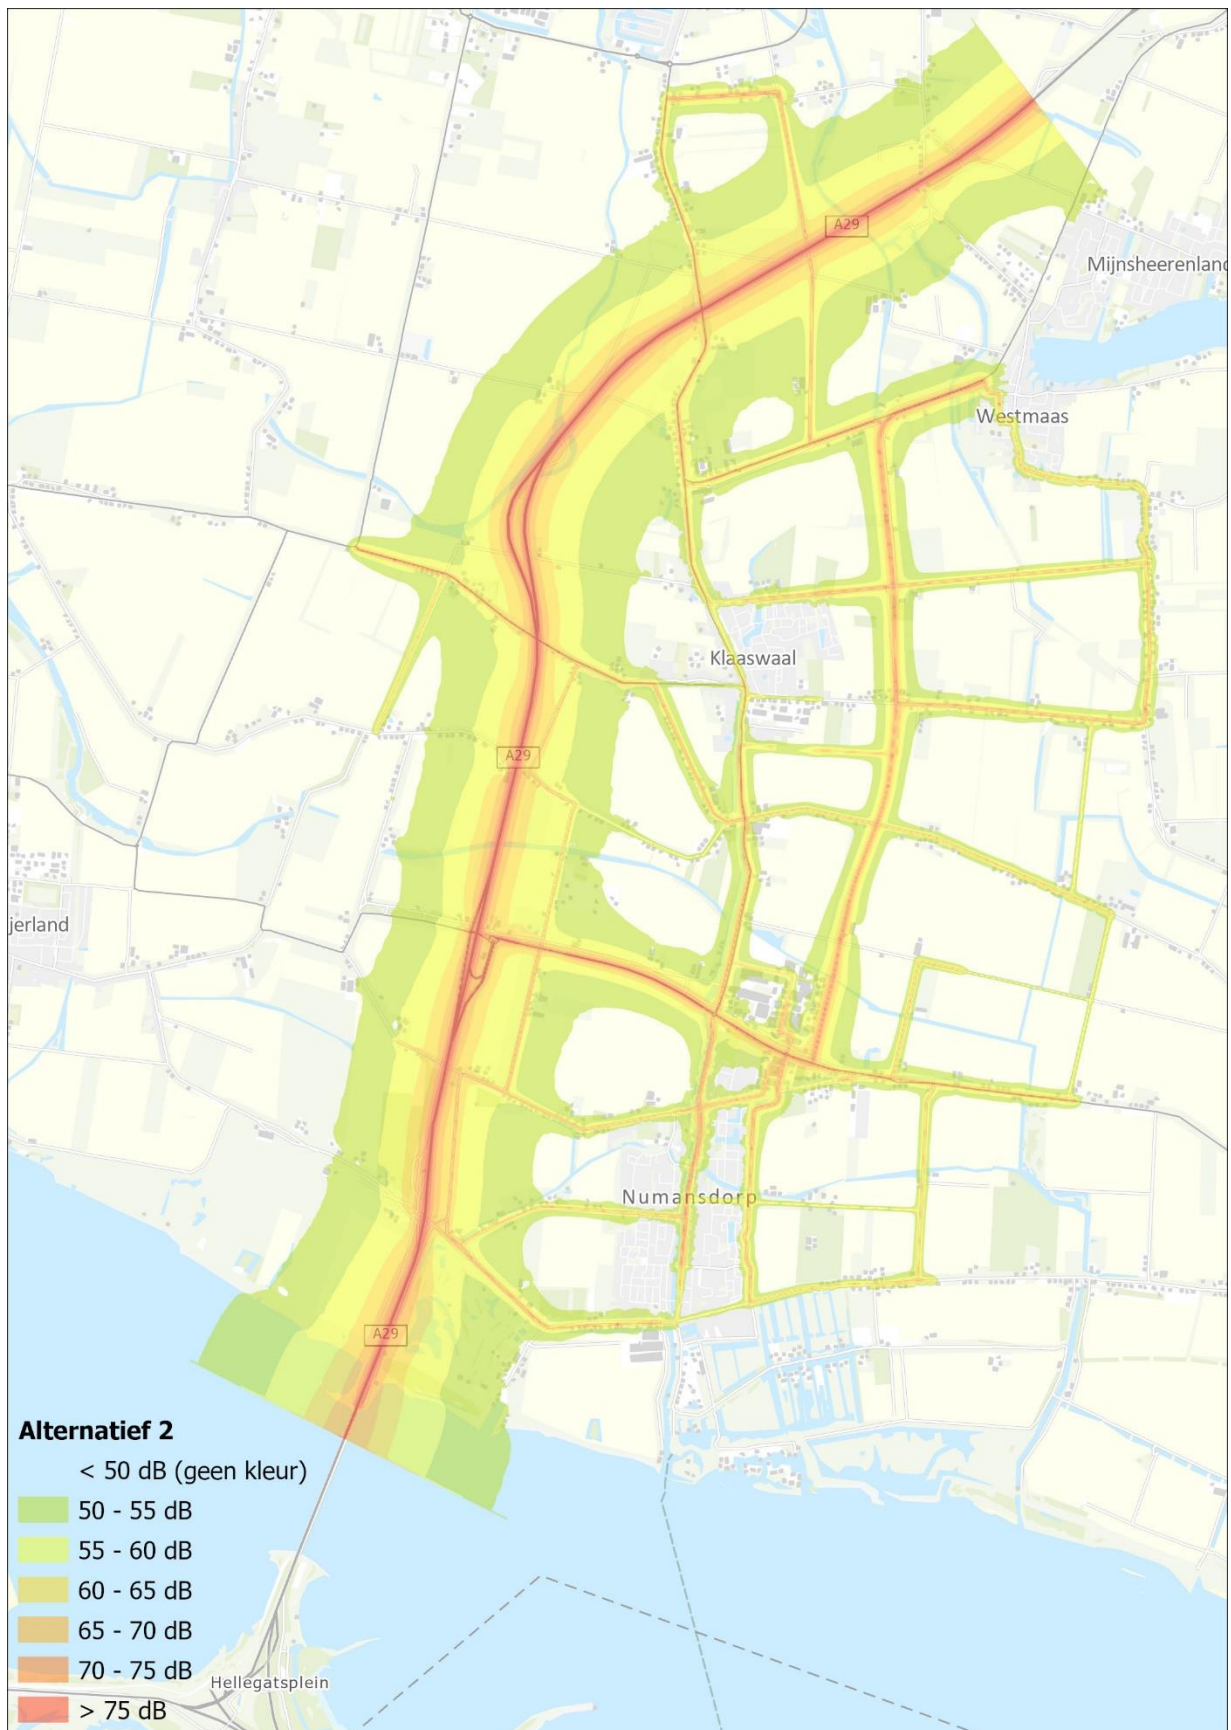 A29
Mijnsheerenland
Westmaas
Klaaswaal
A29
jerland
Numansdorp
A29
Alternatief 2
< 50 dB (geen kleur)
50 - 55 dB
55 - 60 dB
60 - 65 dB
65 - 70 dB
70 - 75 dB
> 75 dB
Hellegatsplein